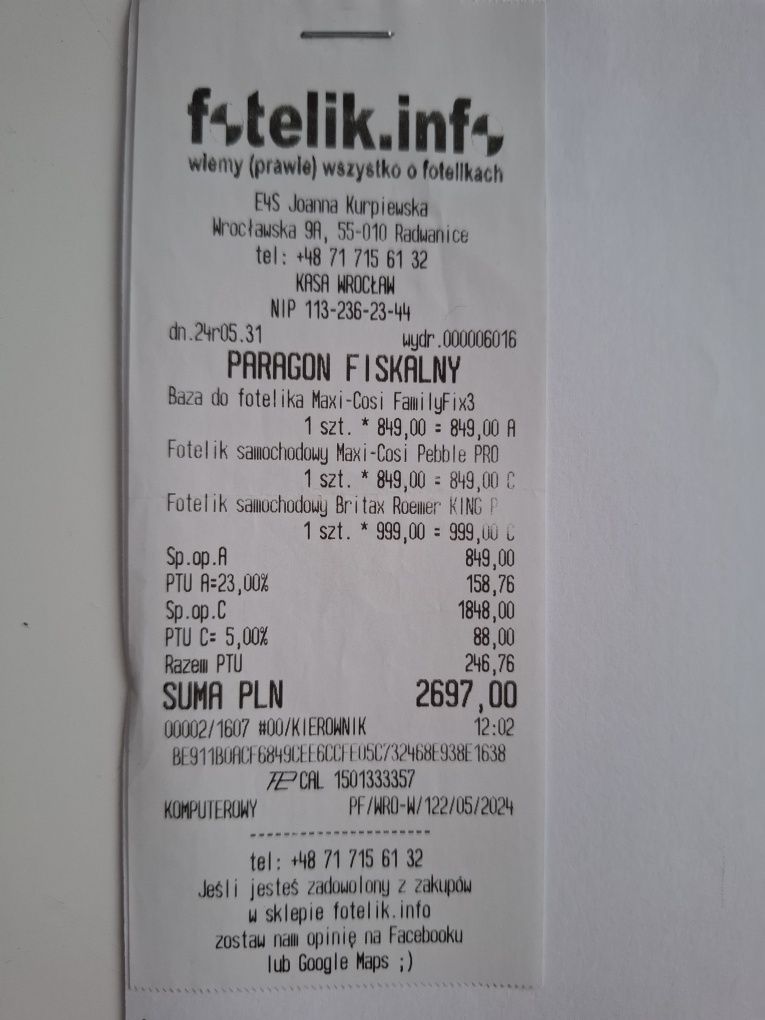 fotelik.info
wiemy (prawie) wszystko o fotelikach
E4S Joanna Kurpiewska
Wrocławska 9A, 55-010 Radwanice
tel: +48 71 715 61 32
KASA WROCŁAW
NIP 113-236-23-44
dn.24r05.31 wydr.000006016
PARAGON FISKALNY
Baza do fotelika Maxi-Cosi FamilyFix3
1 szt. * 849,00 = 849,00 A
Fotelik samochodowy Maxi-Cosi Pebble PRO
1 szt. * 849,00 = 849,00 C
Fotelik samochodowy Britax Roemer KING P
1 szt. * 999,00 = 999,00 C
Sp.op.A 849,00
PTU A=23,00% 158,76
Sp.op.C 1848,00
PTU C= 5,00% 88,00
Razem PTU 246,76
SUMA PLN 2697,00
00002/1607 #00/KIEROWNIK 12:02
BE911B0ACF6849CEE6CCFE05C732468E938E1638
CAL 1501333357
KOMPUTEROWY PF/WRO-W/122/05/2024
tel: +48 71 715 61 32
Jeśli jesteś zadowolony z zakupów
w sklepie fotelik.info
zostaw nam opinię na Facebooku
lub Google Maps ;)